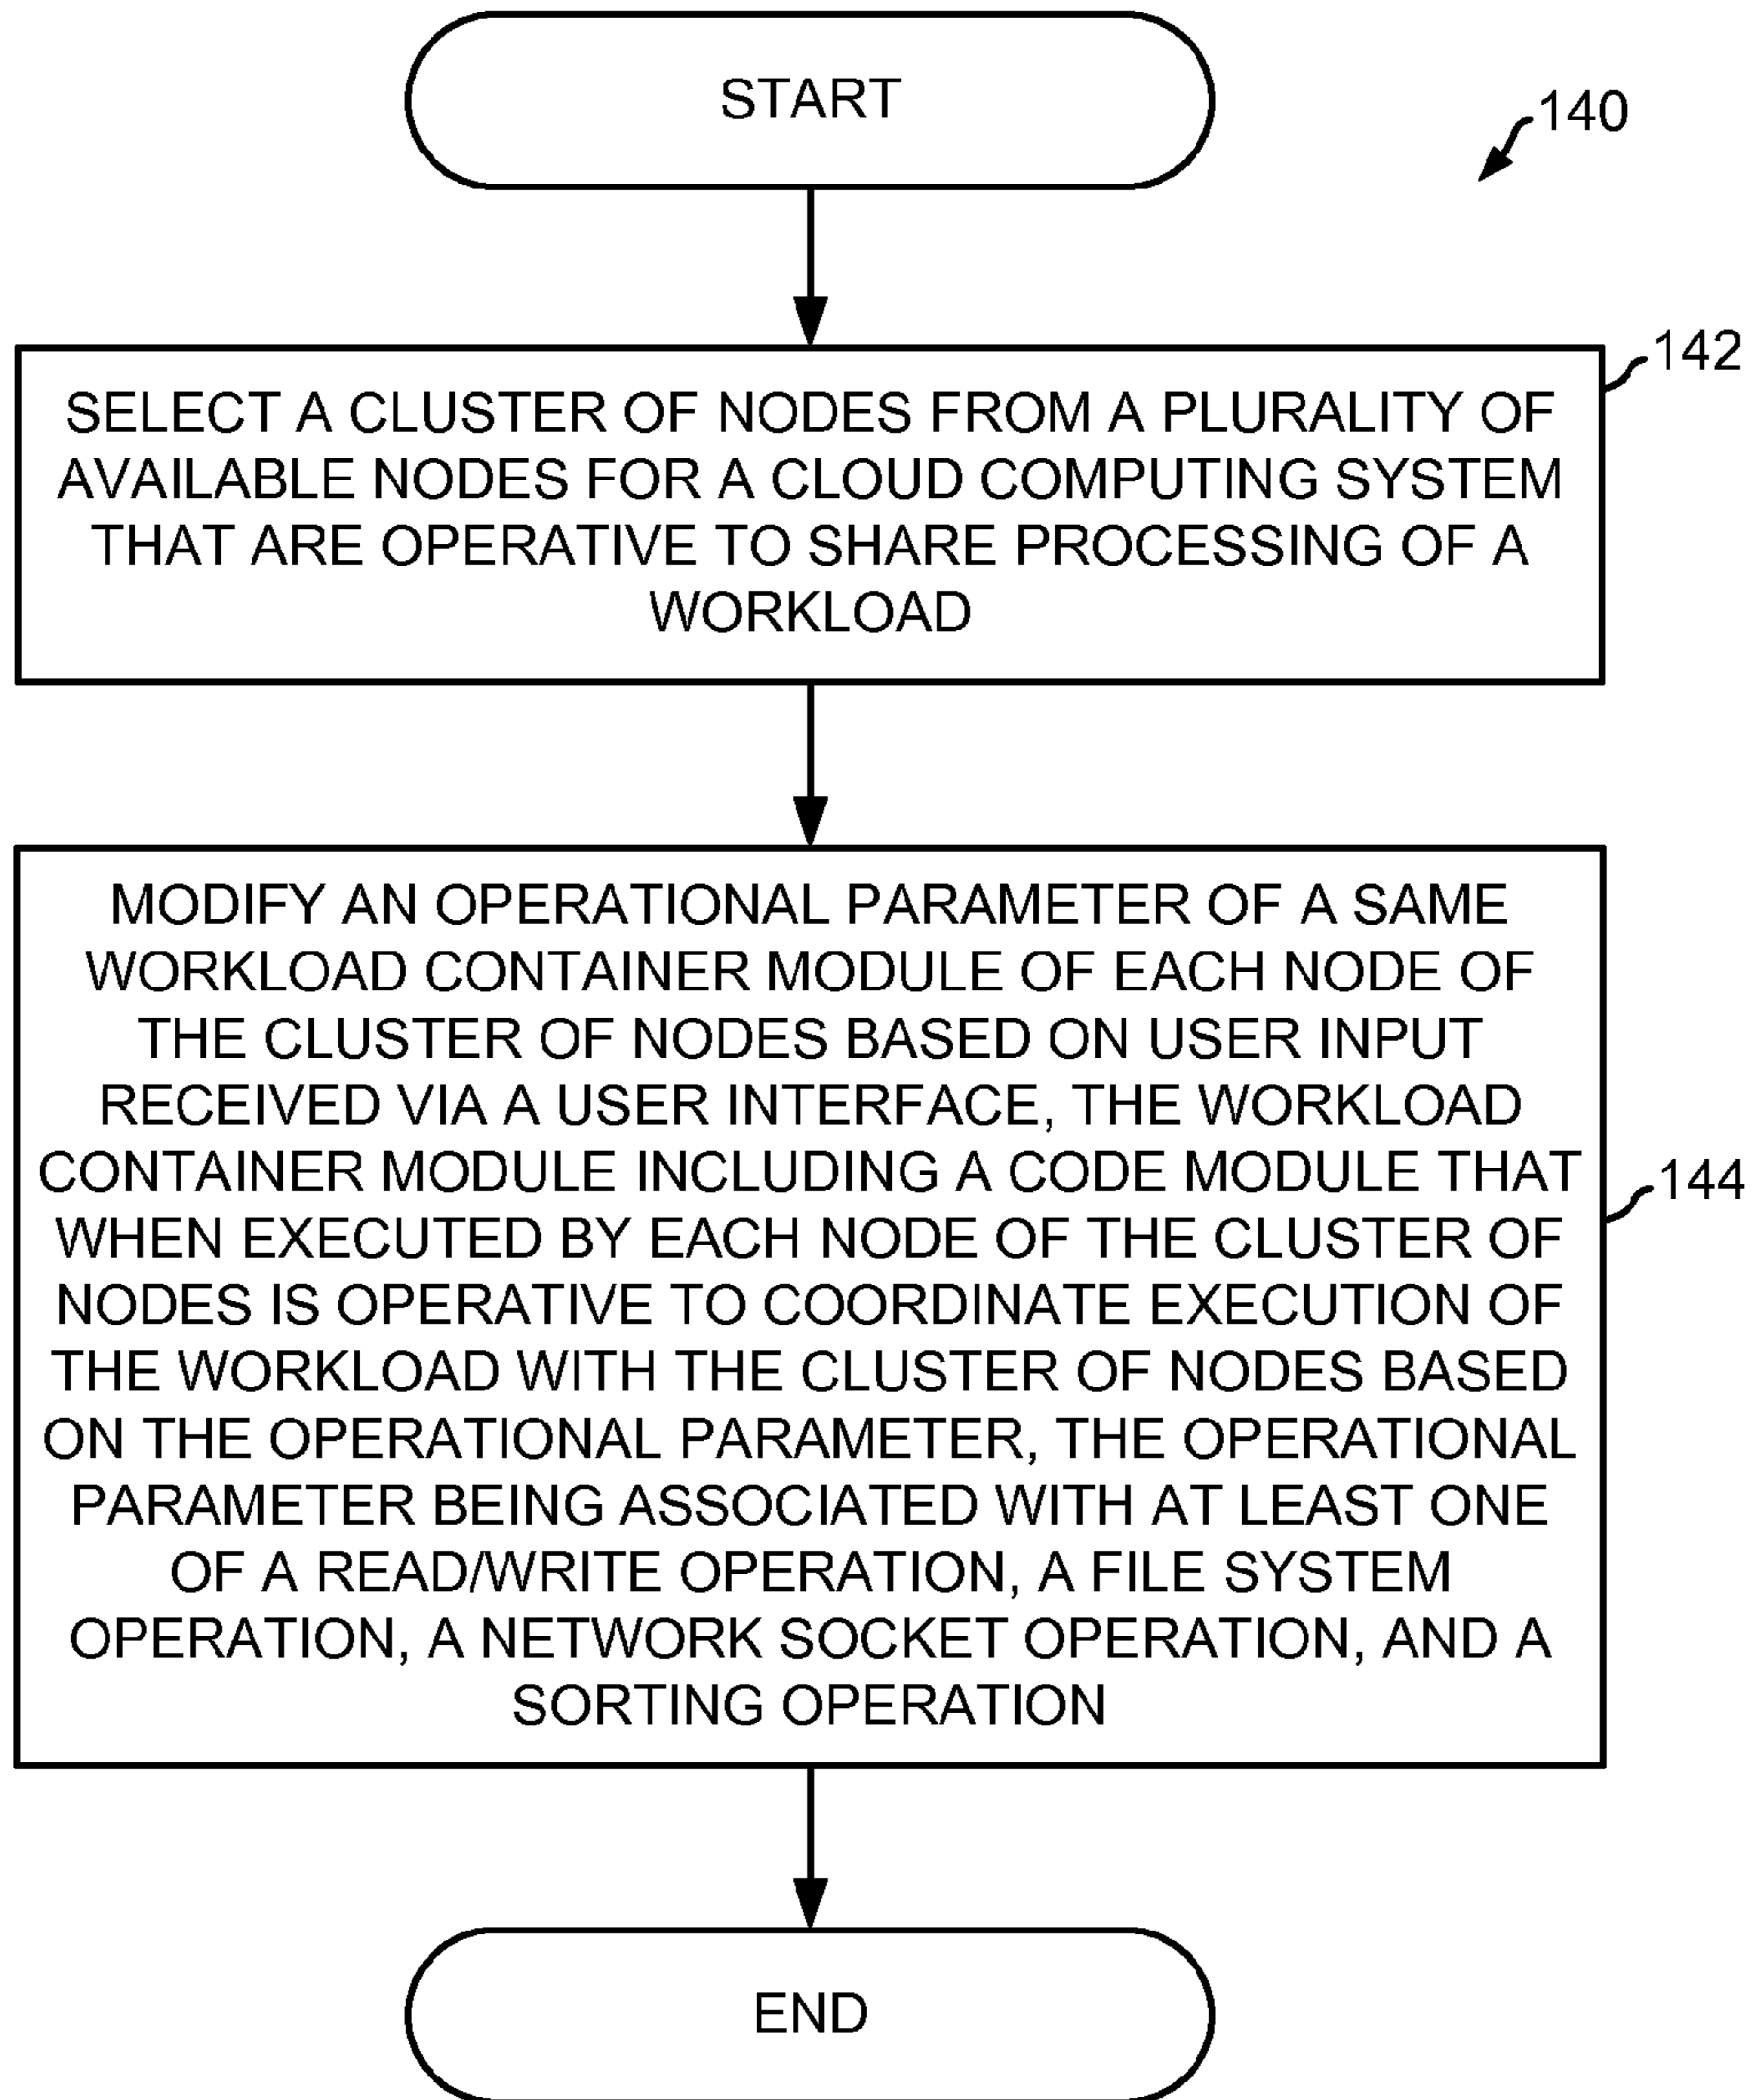 START
140
142
SELECT A CLUSTER OF NODES FROM A PLURALITY OF
AVAILABLE NODES FOR A CLOUD COMPUTING SYSTEM
THAT ARE OPERATIVE TO SHARE PROCESSING OF A
WORKLOAD
MODIFY AN OPERATIONAL PARAMETER OF A SAME
WORKLOAD CONTAINER MODULE OF EACH NODE OF
THE CLUSTER OF NODES BASED ON USER INPUT
RECEIVED VIA A USER INTERFACE, THE WORKLOAD
CONTAINER MODULE INCLUDING A CODE MODULE THAT
WHEN EXECUTED BY EACH NODE OF THE CLUSTER OF
NODES IS OPERATIVE TO COORDINATE EXECUTION OF
THE WORKLOAD WITH THE CLUSTER OF NODES BASED
ON THE OPERATIONAL PARAMETER, THE OPERATIONAL
PARAMETER BEING ASSOCIATED WITH AT LEAST ONE
OF A READ/WRITE OPERATION, A FILE SYSTEM
OPERATION, A NETWORK SOCKET OPERATION, AND A
SORTING OPERATION
144
END